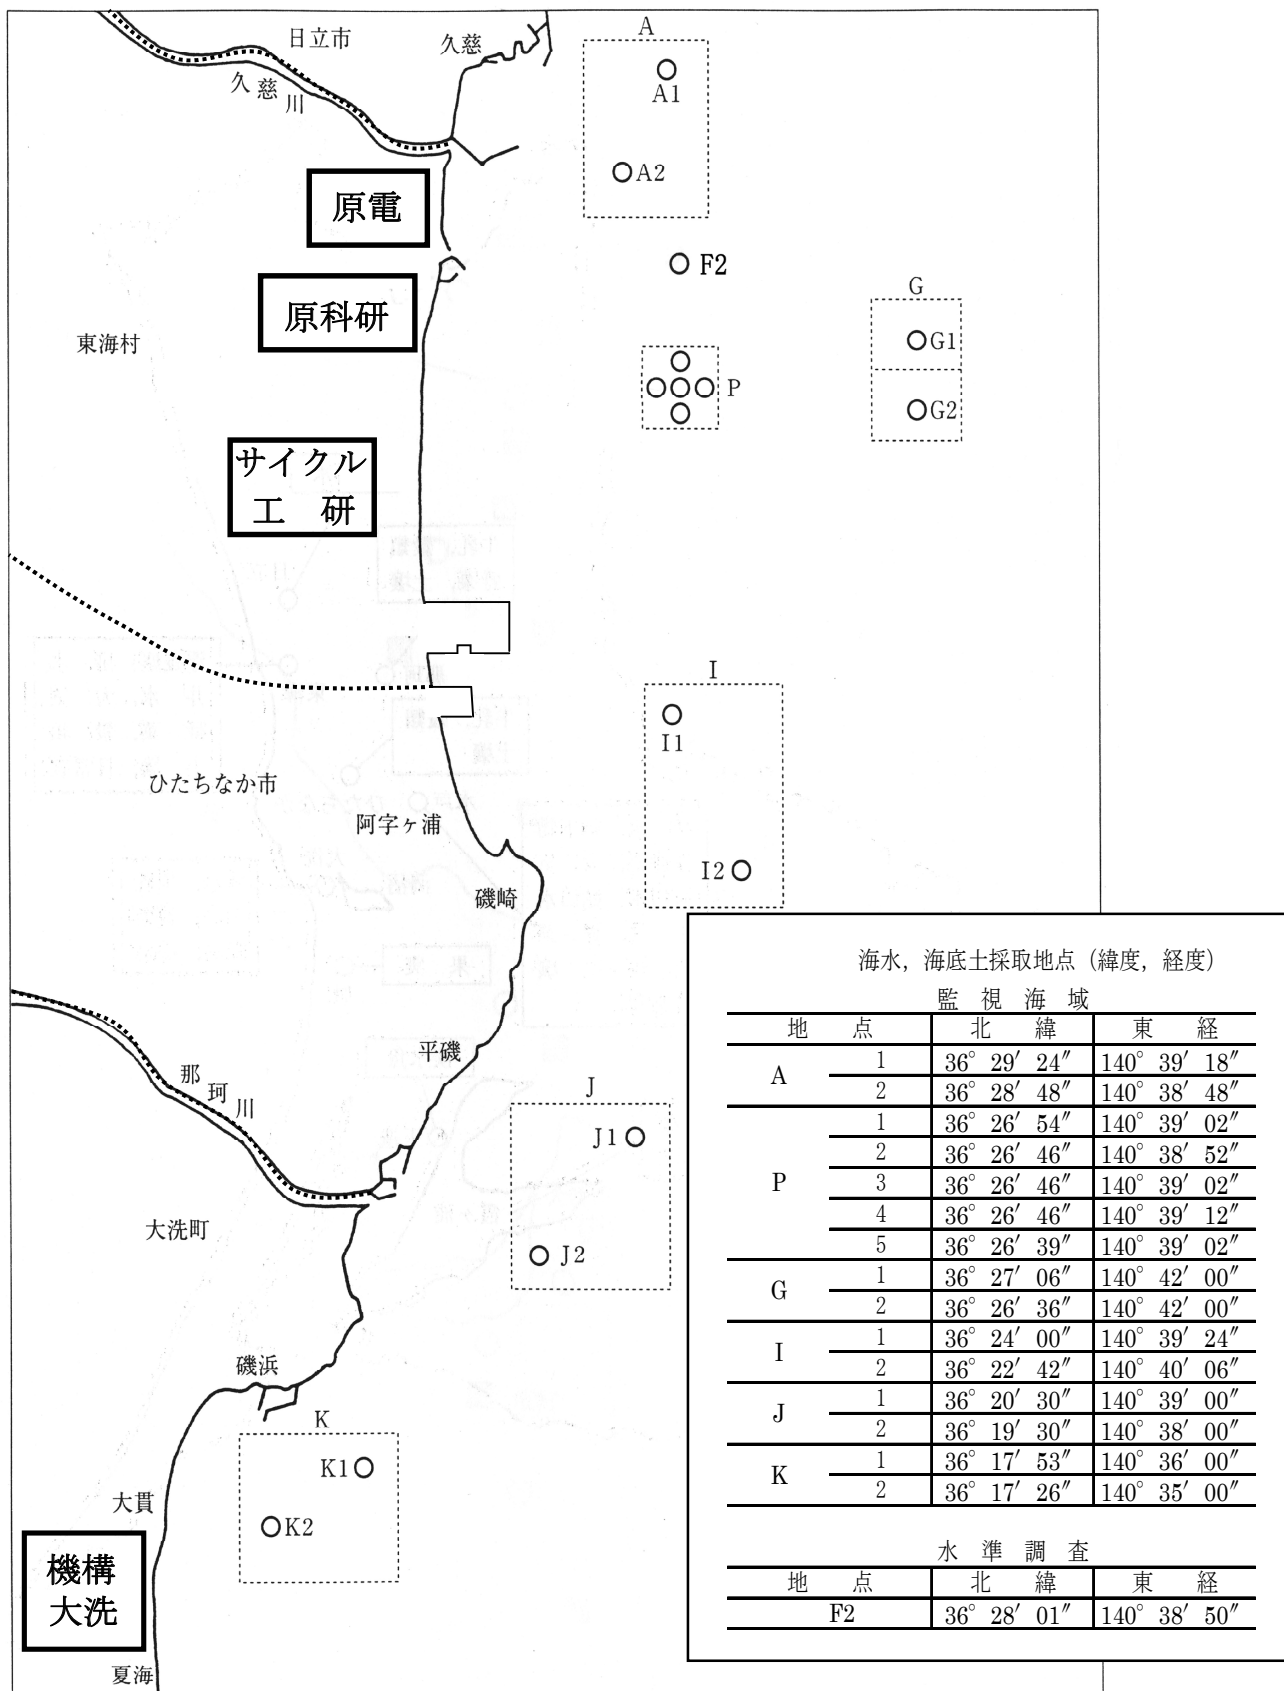 日立市
久慈
久慈川
原電
原科研
東海村
サイクル
工 研
ひたちなか市
阿字ヶ浦
磯崎
平磯
那珂川
大洗町
磯浜
大貫
機構
大洗
夏海
A
A1
A2
F2
G
G1
G2
P
I
I1
I2
J
J1
J2
K
K1
K2
海水，海底土採取地点（緯度，経度）
監 視 海 域
地 点 北 緯 東 経
A 1 36° 29′ 24″ 140° 39′ 18″
2 36° 28′ 48″ 140° 38′ 48″
P 1 36° 26′ 54″ 140° 39′ 02″
2 36° 26′ 46″ 140° 38′ 52″
3 36° 26′ 46″ 140° 39′ 02″
4 36° 26′ 46″ 140° 39′ 12″
5 36° 26′ 39″ 140° 39′ 02″
G 1 36° 27′ 06″ 140° 42′ 00″
2 36° 26′ 36″ 140° 42′ 00″
I 1 36° 24′ 00″ 140° 39′ 24″
2 36° 22′ 42″ 140° 40′ 06″
J 1 36° 20′ 30″ 140° 39′ 00″
2 36° 19′ 30″ 140° 38′ 00″
K 1 36° 17′ 53″ 140° 36′ 00″
2 36° 17′ 26″ 140° 35′ 00″
水 準 調 査
地 点 北 緯 東 経
F2 36° 28′ 01″ 140° 38′ 50″